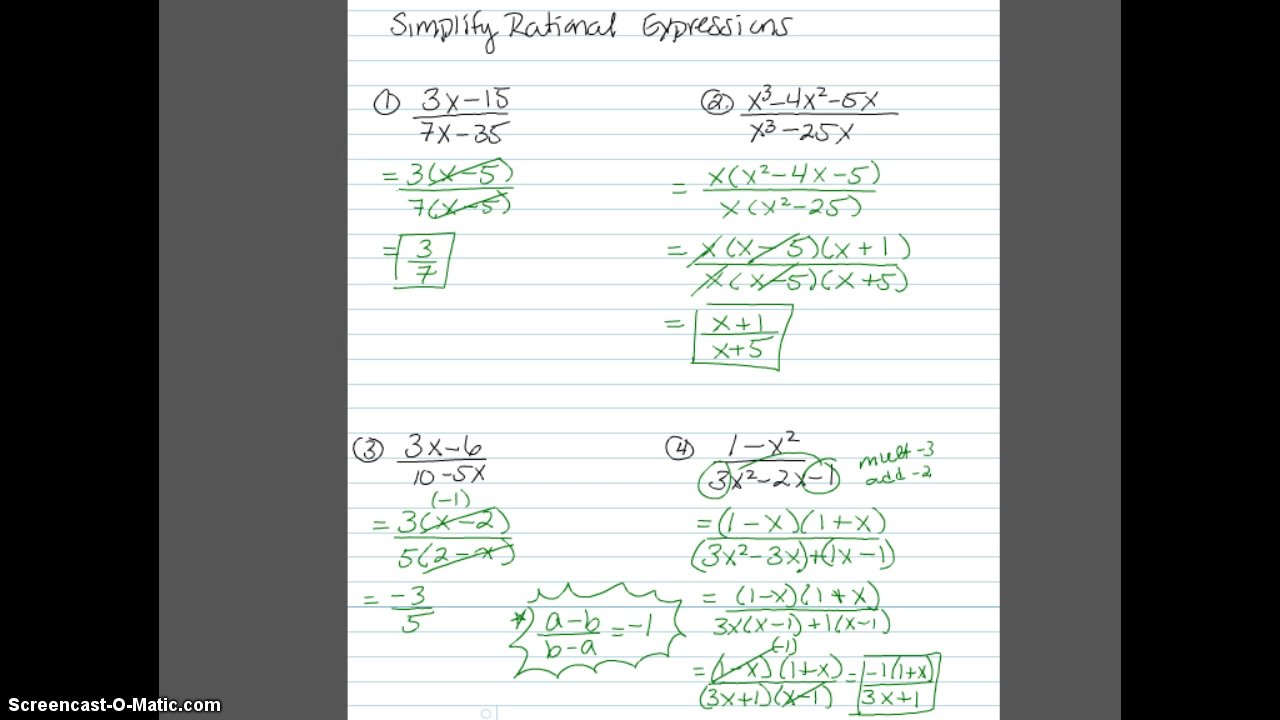 Simplify Rational Expressions
① 3x-15
7x-35
= 3(x-5)
7(x-5)
= 3
7
②. x³-4x²-5x
x³-25x
= x(x²-4x-5)
x(x²-25)
= x(x-5)(x+1)
x(x-5)(x+5)
= x+1
x+5
③ 3x-6
10-5x
(-1)
= 3(x-2)
5(2-x)
= -3
5
*) a-b = -1
b-a
④ 1-x²
3x²-2x-1
mult -3
add -2
= (1-x)(1+x)
(3x²-3x)+(1x-1)
= (1-x)(1+x)
3x(x-1)+1(x-1)
(-1)
= (1-x)(1+x) = -1(1+x)
(3x+1)(x-1) 3x+1
Screencast-O-Matic.com